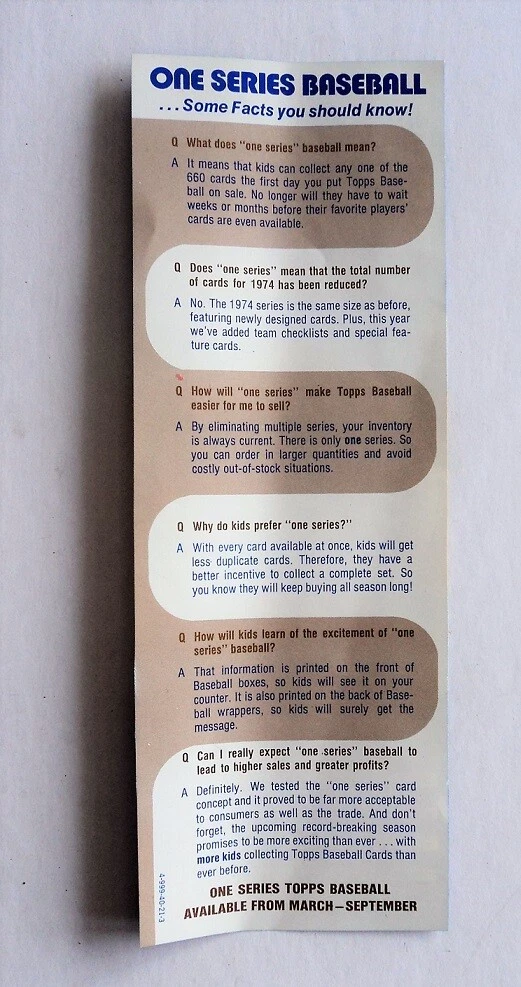 ONE SERIES BASEBALL
...Some Facts you should know!
Q What does "one series" baseball mean?
A It means that kids can collect any one of the
660 cards the first day you put Topps Base-
ball on sale. No longer will they have to wait
weeks or months before their favorite players'
cards are even available.
Q Does "one series" mean that the total number
of cards for 1974 has been reduced?
A No. The 1974 series is the same size as before,
featuring newly designed cards. Plus, this year
we've added team checklists and special fea-
ture cards.
Q How will "one series" make Topps Baseball
easier for me to sell?
A By eliminating multiple series, your inventory
is always current. There is only one series. So
you can order in larger quantities and avoid
costly out-of-stock situations.
Q Why do kids prefer "one series?"
A With every card available at once, kids will get
less duplicate cards. Therefore, they have a
better incentive to collect a complete set. So
you know they will keep buying all season long!
Q How will kids learn of the excitement of "one
series" baseball?
A That information is printed on the front of
Baseball boxes, so kids will see it on your
counter. It is also printed on the back of Base-
ball wrappers, so kids will surely get the
message.
Q Can I really expect "one series" baseball to
lead to higher sales and greater profits?
A Definitely. We tested the "one series" card
concept and it proved to be far more acceptable
to consumers as well as the trade. And don't
forget, the upcoming record-breaking season
promises to be more exciting than ever ... with
more kids collecting Topps Baseball Cards than
ever before.
ONE SERIES TOPPS BASEBALL
AVAILABLE FROM MARCH—SEPTEMBER
4-999-40-21-3